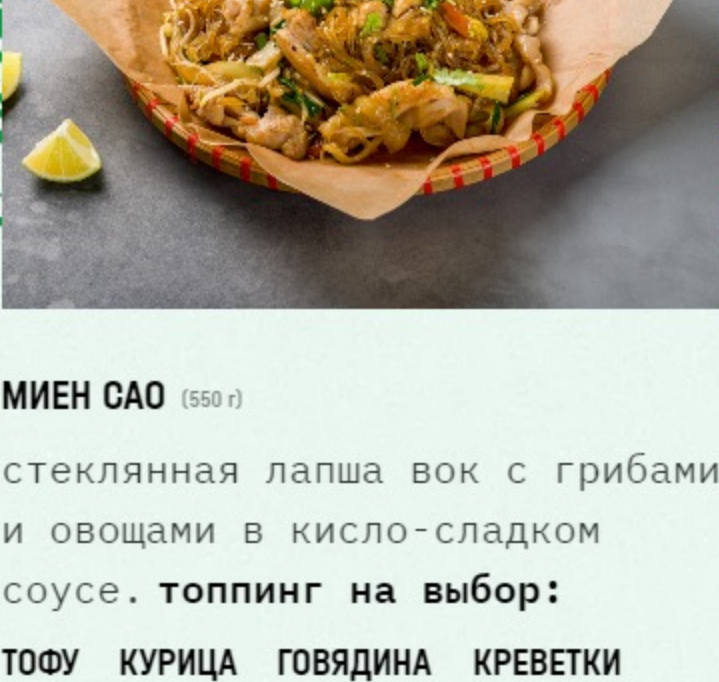 МИЕН САО (550 г)
стеклянная лапша вок с грибами
и овощами в кисло-сладком
соусе. топпинг на выбор:
ТОФУ КУРИЦА ГОВЯДИНА КРЕВЕТКИ